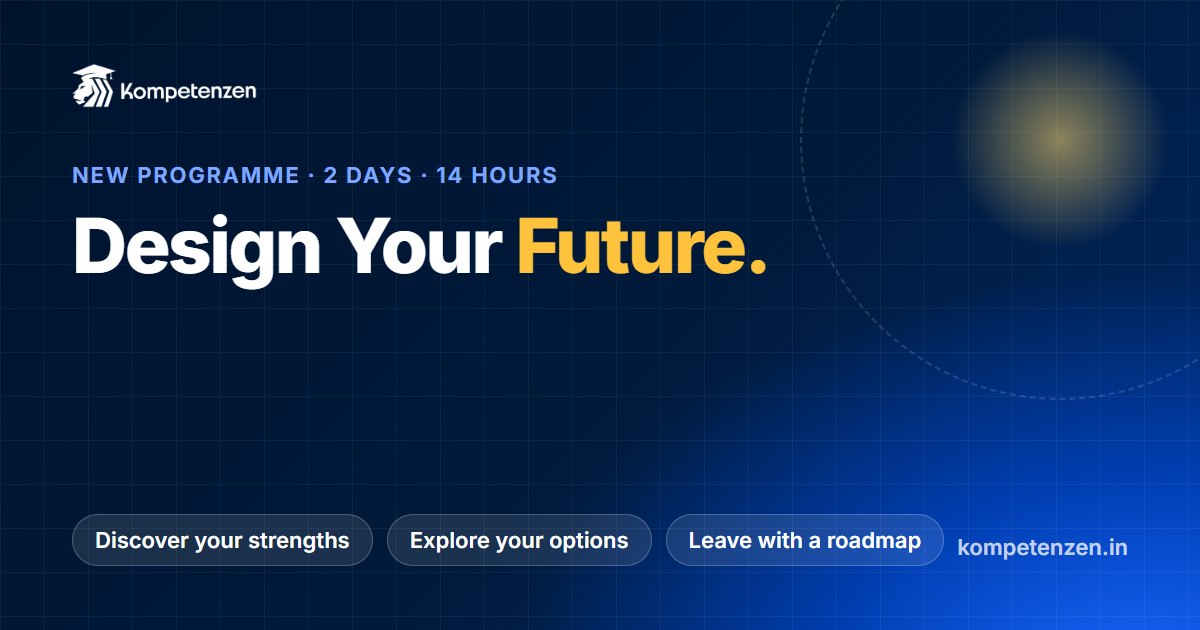 Kompetenzen
NEW PROGRAMME · 2 DAYS · 14 HOURS
Design Your Future.
Discover your strengths
Explore your options
Leave with a roadmap
kompetenzen.in